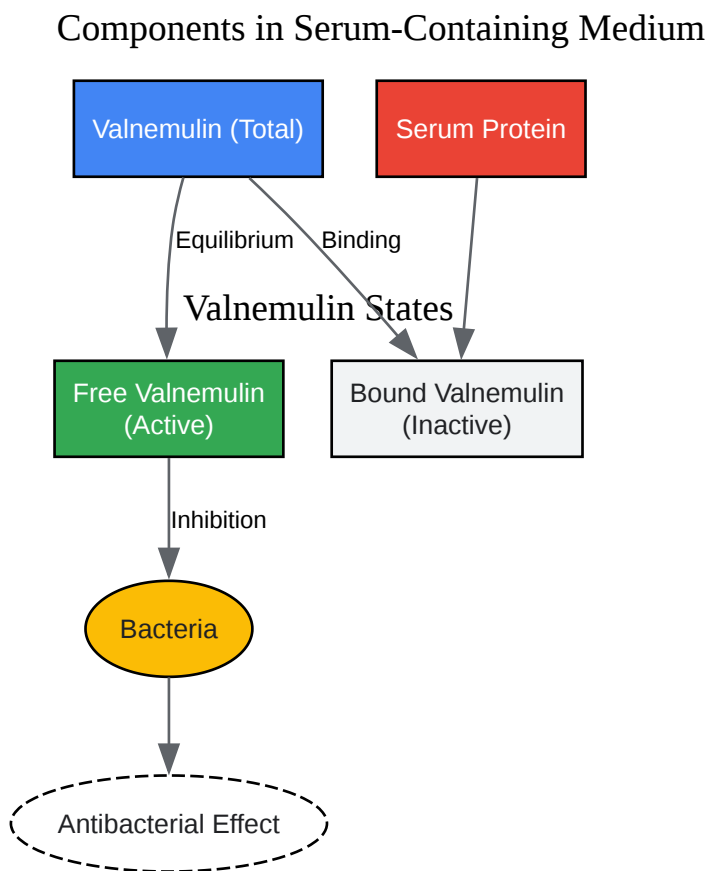 Components in Serum-Containing Medium
Valnemulin (Total)
Serum Protein
Equilibrium
Binding
Valnemulin States
Free Valnemulin
(Active)
Bound Valnemulin
(Inactive)
Inhibition
Bacteria
Antibacterial Effect